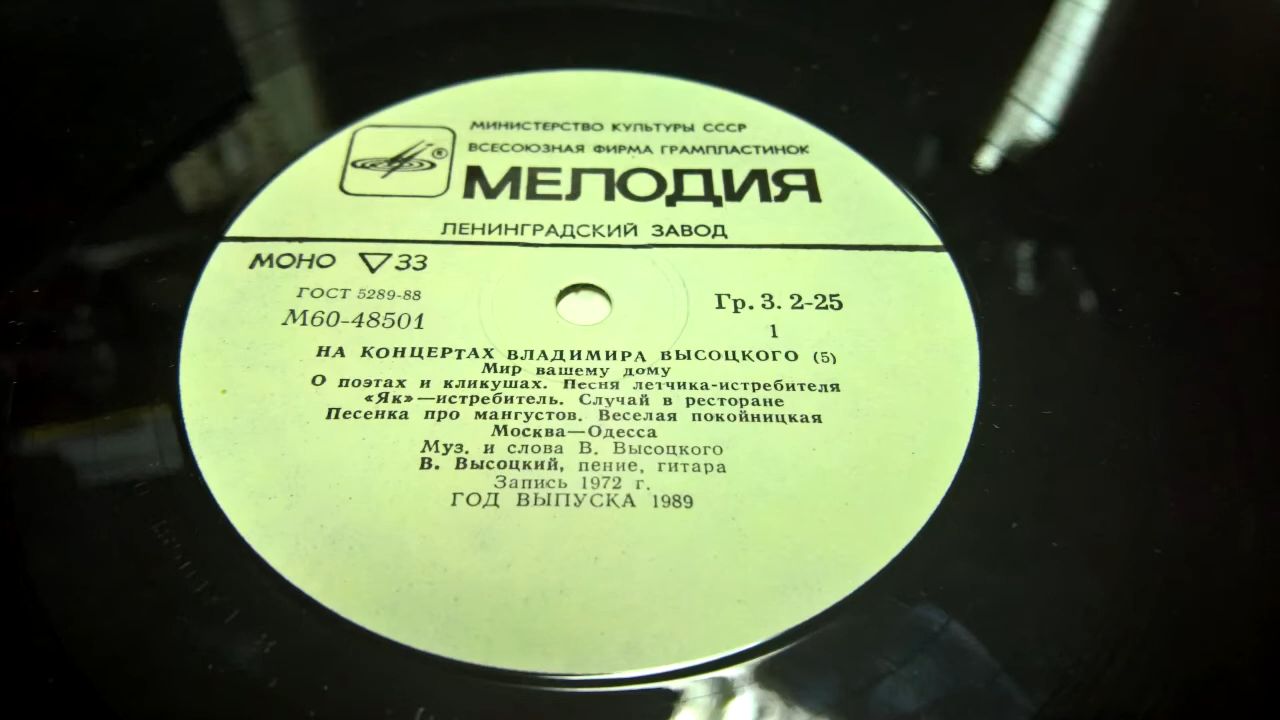 МИНИСТЕРСТВО КУЛЬТУРЫ СССР
ВСЕСОЮЗНАЯ ФИРМА ГРАМПЛАСТИНОК
®
МЕЛОДИЯ
ЛЕНИНГРАДСКИЙ ЗАВОД
МОНО 33
ГОСТ 5289-88
М60-48501
Гр. 3. 2-25
1
НА КОНЦЕРТАХ ВЛАДИМИРА ВЫСОЦКОГО (5)
Мир вашему дому
О поэтах и кликушах. Песня летчика-истребителя
«Як»—истребитель. Случай в ресторане
Песенка про мангустов. Веселая покойницкая
Москва—Одесса
Муз. и слова В. Высоцкого
В. Высоцкий, пение, гитара
Запись 1972 г.
ГОД ВЫПУСКА 1989